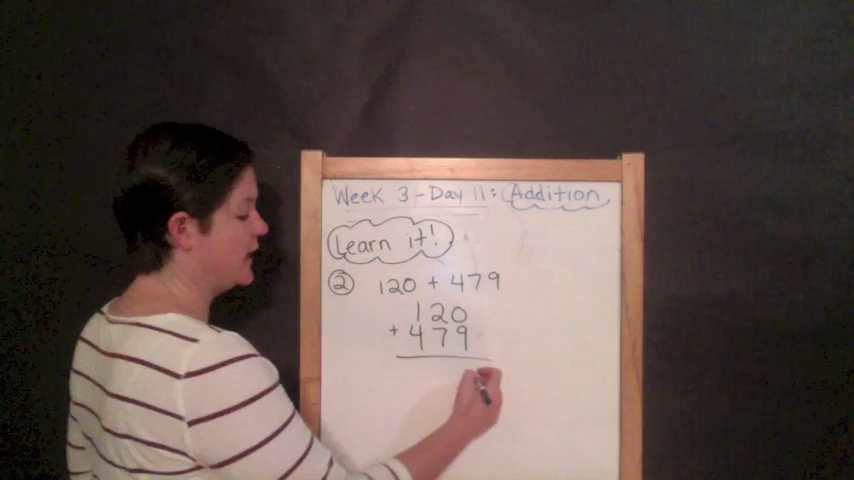 Week 3 - Day 11: Addition
Learn it!
2 120 + 479
120
+ 479